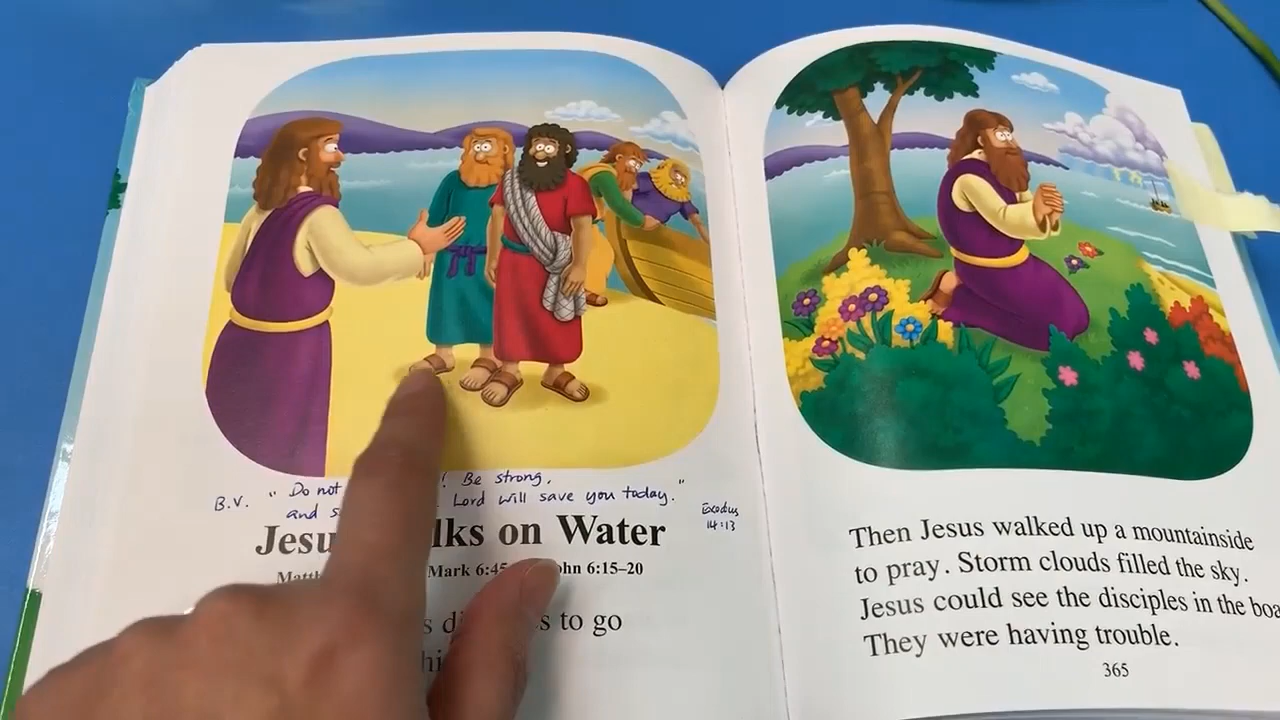 ! Be strong,
B.V. " Do not
and s Lord will save you today. "
Exodus
14:13
Jesu lks on Water
Matth Mark 6:45 ohn 6:15–20
s to go
Then Jesus walked up a mountainside
to pray. Storm clouds filled the sky.
Jesus could see the disciples in the boa
They were having trouble.
365